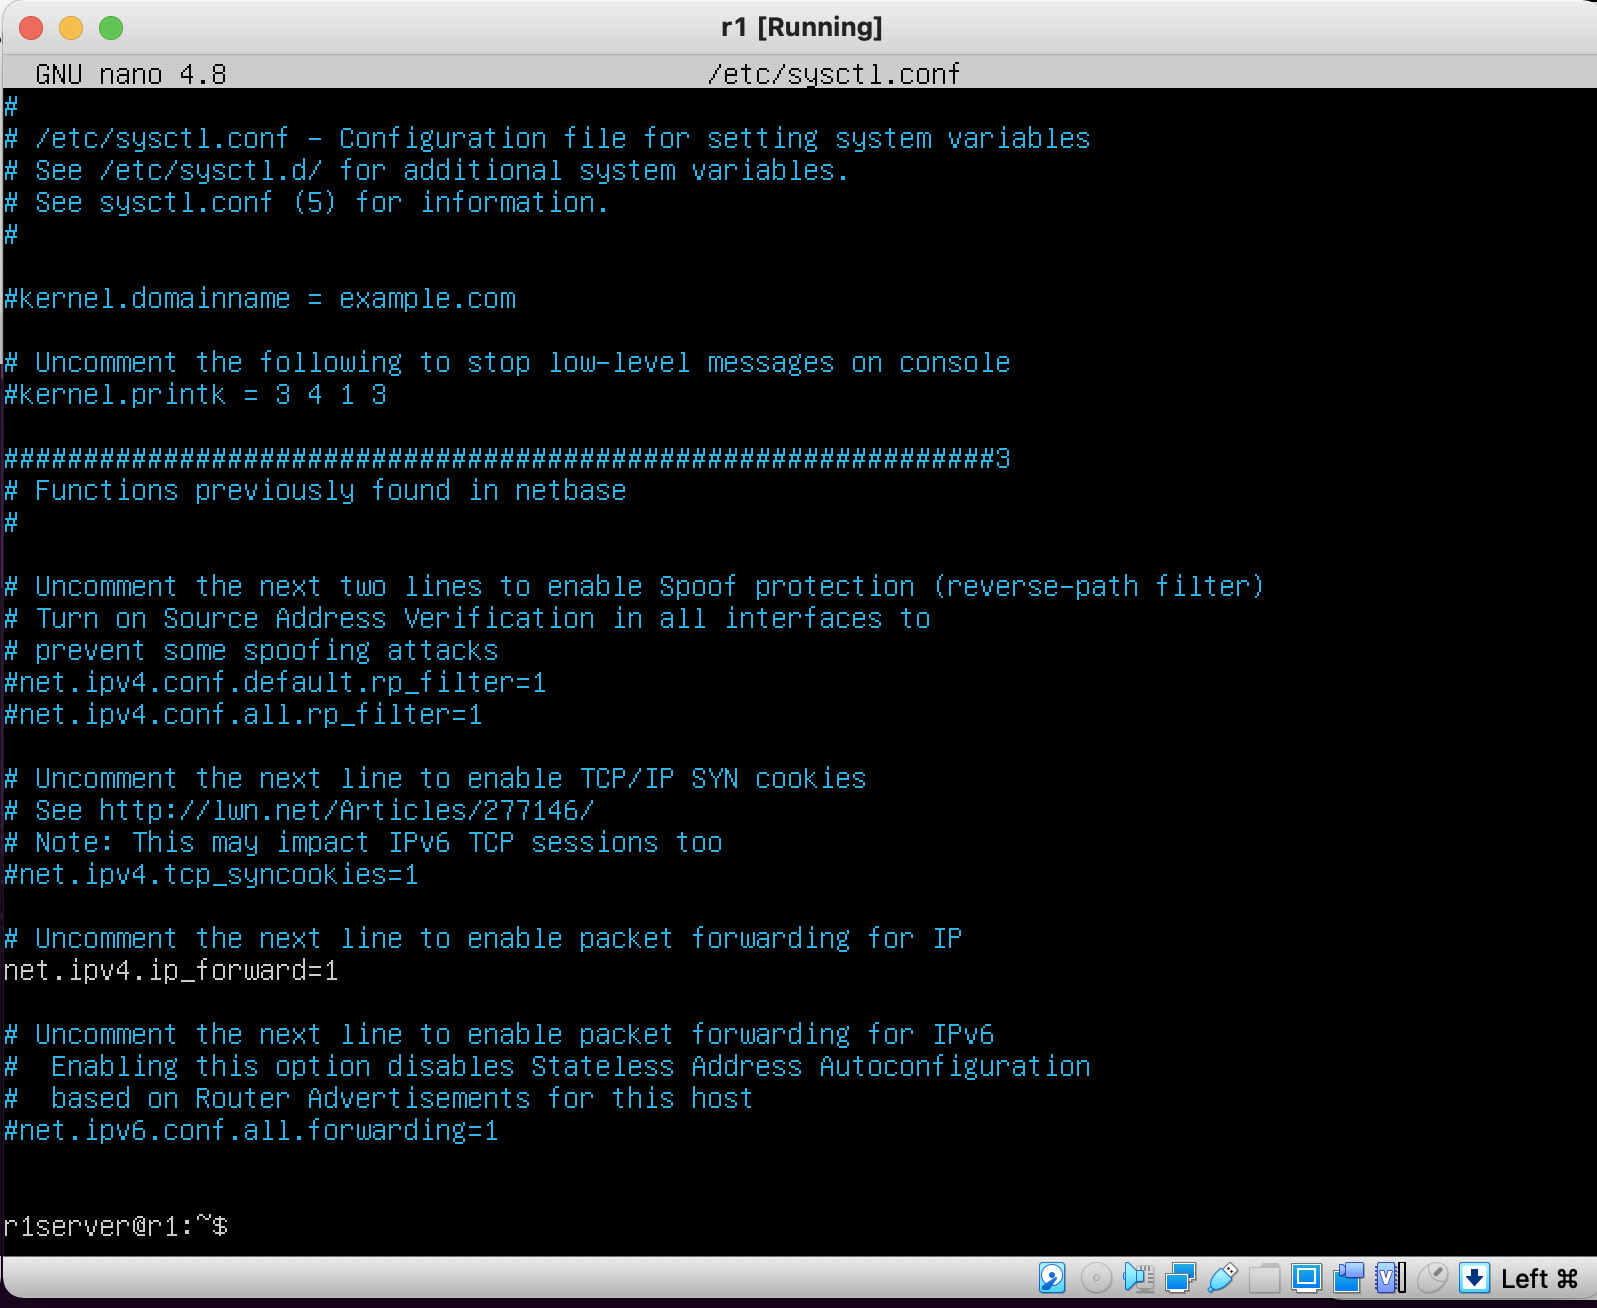 r1 [Running]
GNU nano 4.8 /etc/sysctl.conf
#
# /etc/sysctl.conf - Configuration file for setting system variables
# See /etc/sysctl.d/ for additional system variables.
# See sysctl.conf (5) for information.
#
#kernel.domainname = example.com
# Uncomment the following to stop low-level messages on console
#kernel.printk = 3 4 1 3
##############################################################3
# Functions previously found in netbase
#
# Uncomment the next two lines to enable Spoof protection (reverse-path filter)
# Turn on Source Address Verification in all interfaces to
# prevent some spoofing attacks
#net.ipv4.conf.default.rp_filter=1
#net.ipv4.conf.all.rp_filter=1
# Uncomment the next line to enable TCP/IP SYN cookies
# See http://lwn.net/Articles/277146/
# Note: This may impact IPv6 TCP sessions too
#net.ipv4.tcp_syncookies=1
# Uncomment the next line to enable packet forwarding for IP
net.ipv4.ip_forward=1
# Uncomment the next line to enable packet forwarding for IPv6
#  Enabling this option disables Stateless Address Autoconfiguration
#  based on Router Advertisements for this host
#net.ipv6.conf.all.forwarding=1
r1server@r1:~$
Left ⌘